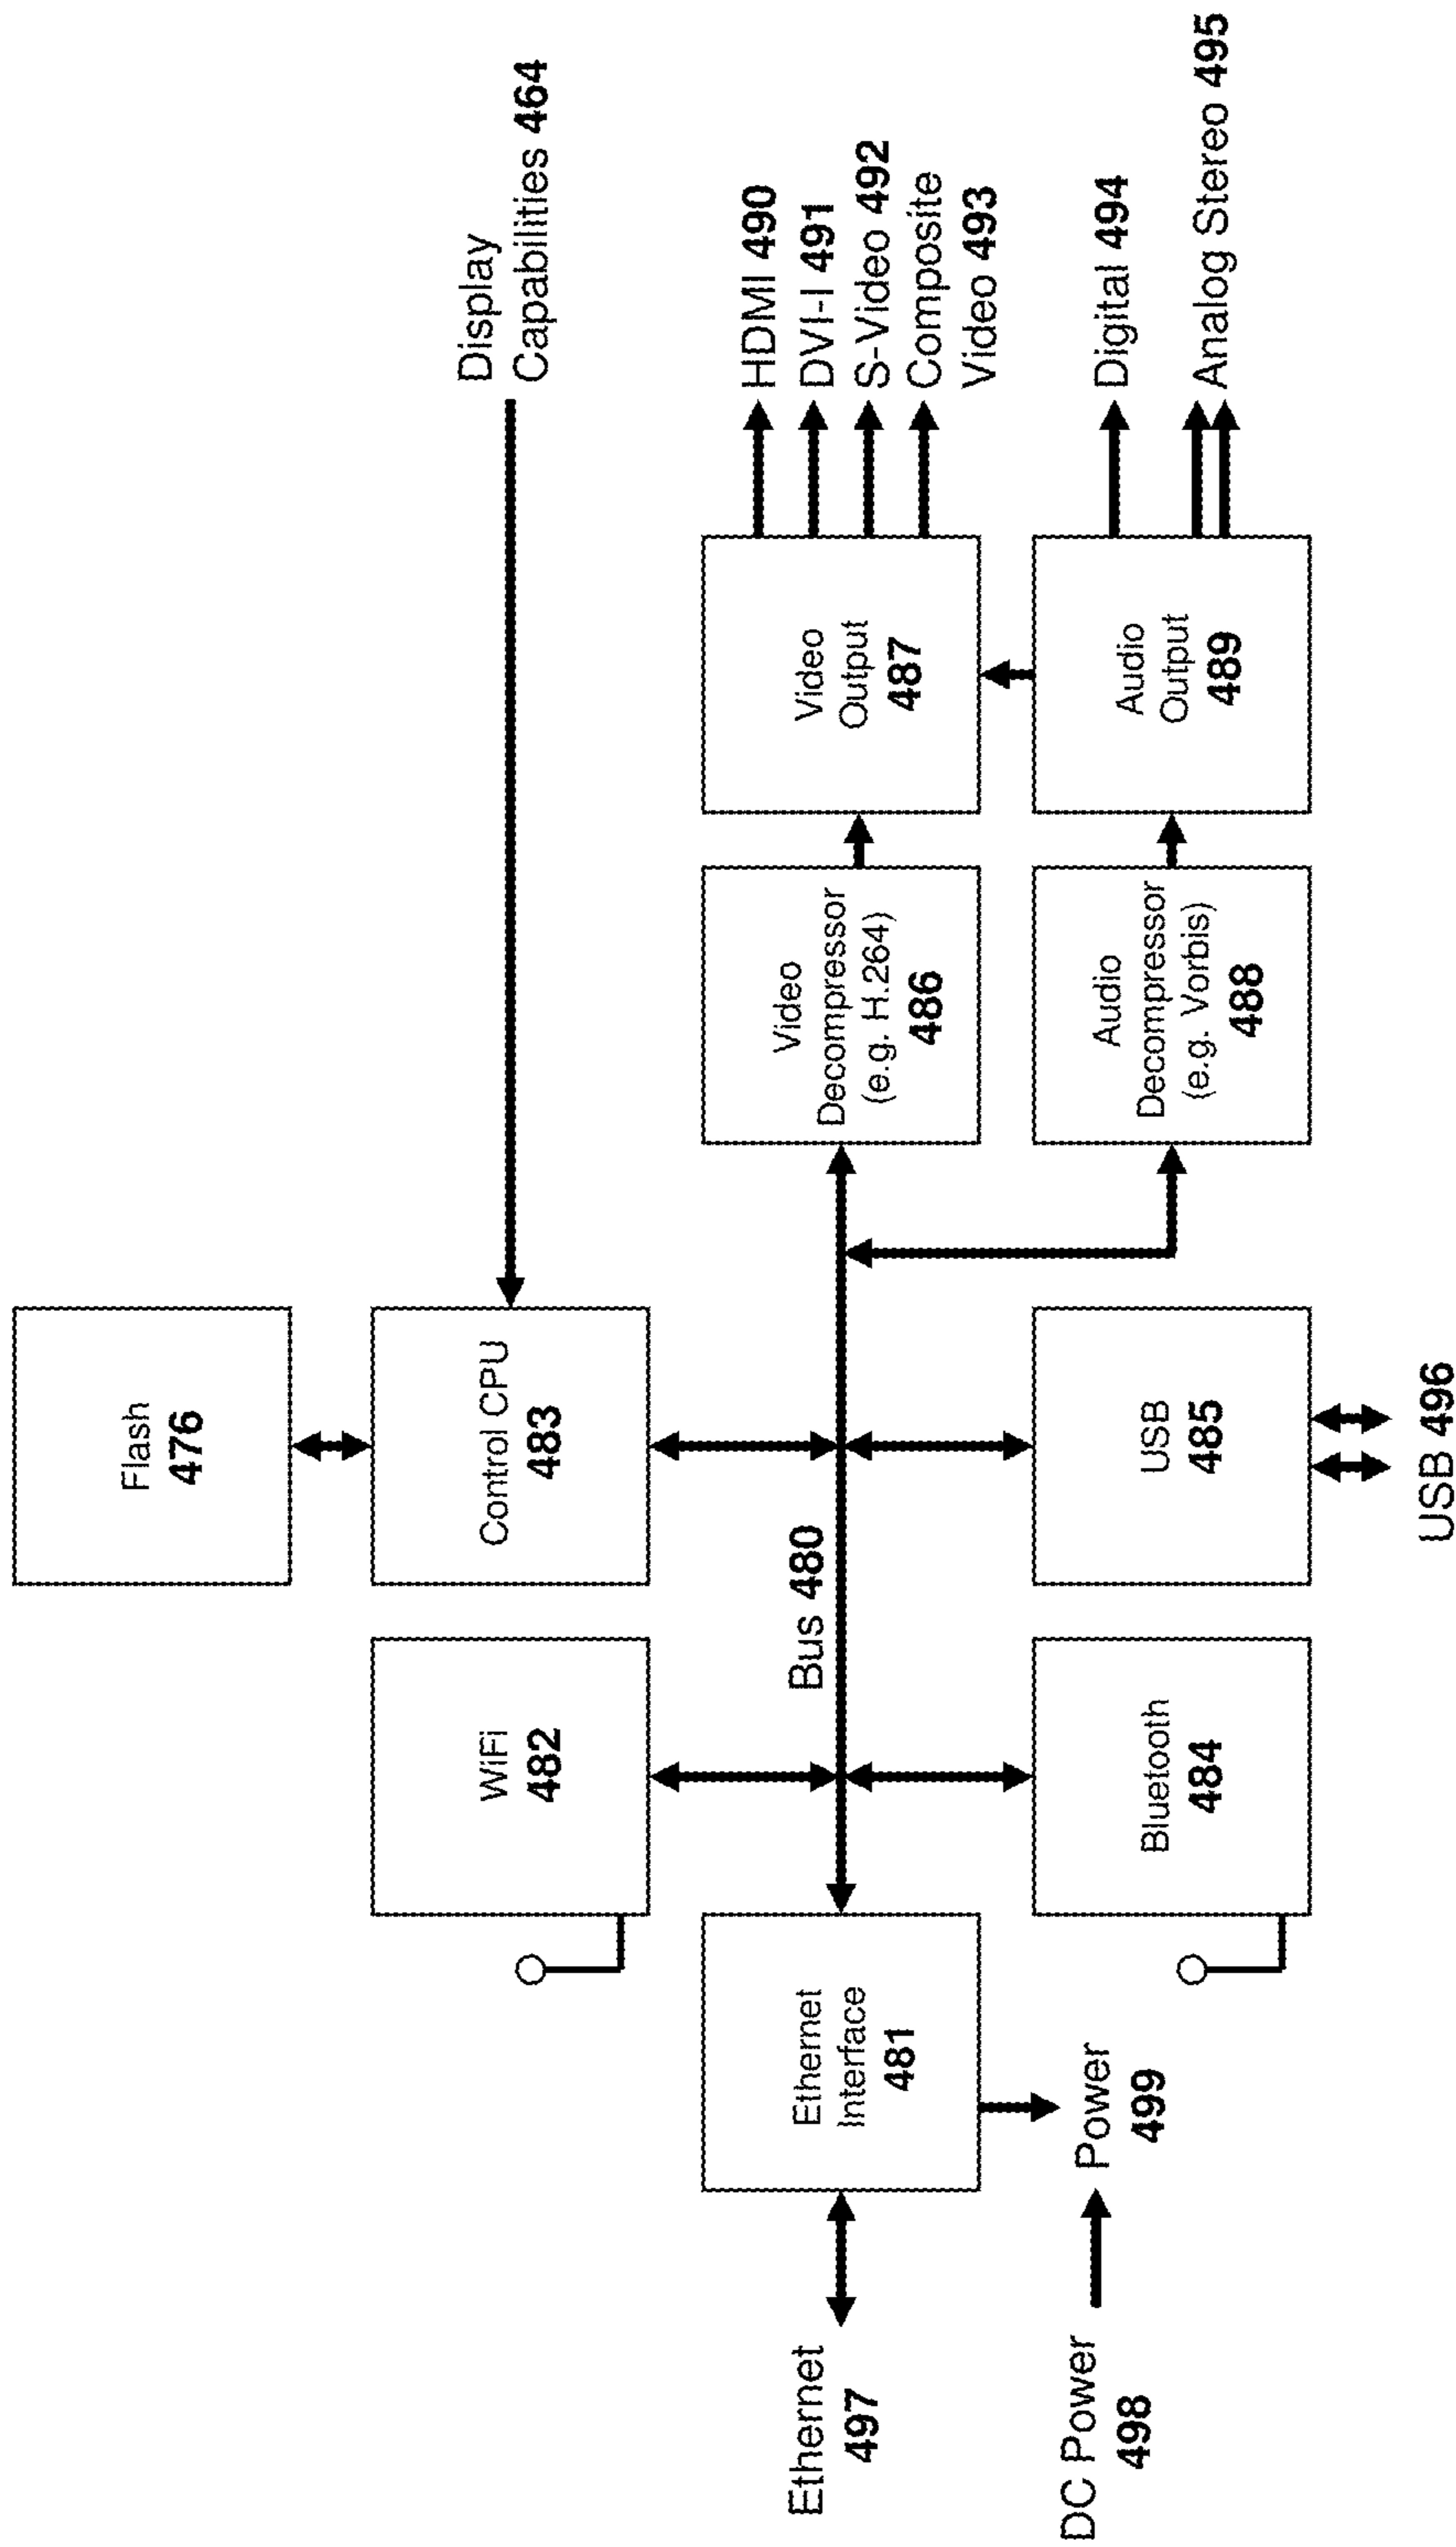 Flash
476
Display
Capabilities 464
WiFi
482
Control CPU
483
Bus 480
Ethernet
497
Ethernet
Interface
481
Video
Decompressor
(e.g. H.264)
486
Video
Output
487
HDMI 490
DVI-I 491
S-Video 492
Composite
Video 493
DC Power
498
Power
499
Bluetooth
484
USB
485
Audio
Decompressor
(e.g. Vorbis)
488
Audio
Output
489
Digital 494
Analog Stereo 495
USB 496